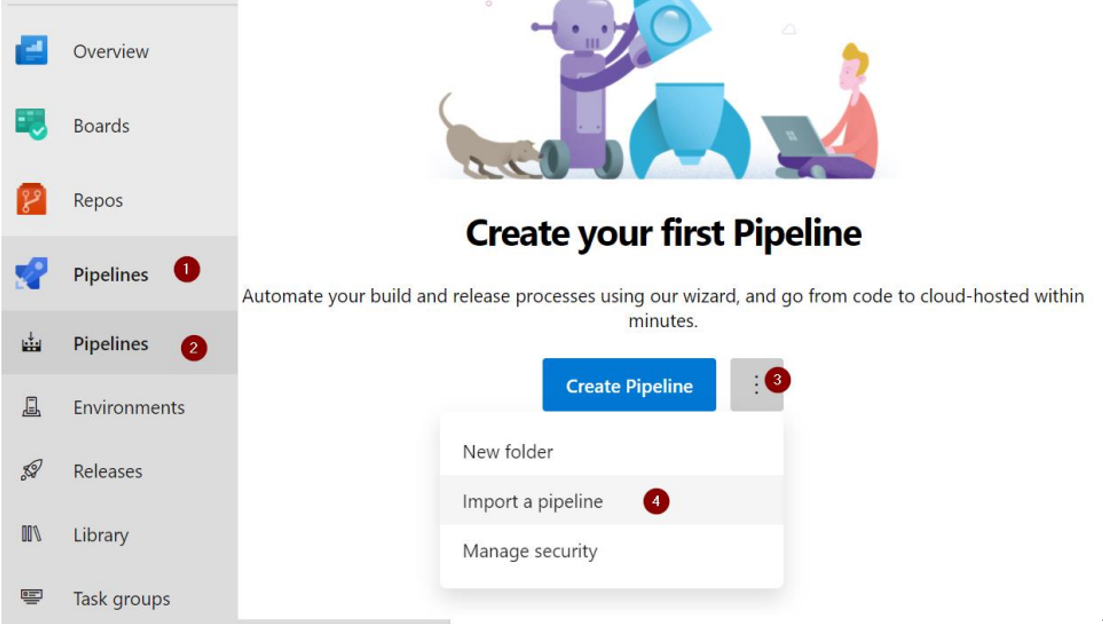 Overview
Boards
Repos
Pipelines 1
Pipelines 2
Environments
Releases
Library
Task groups
Create your first Pipeline
Automate your build and release processes using our wizard, and go from code to cloud-hosted within
minutes.
Create Pipeline
3
New folder
Import a pipeline 4
Manage security